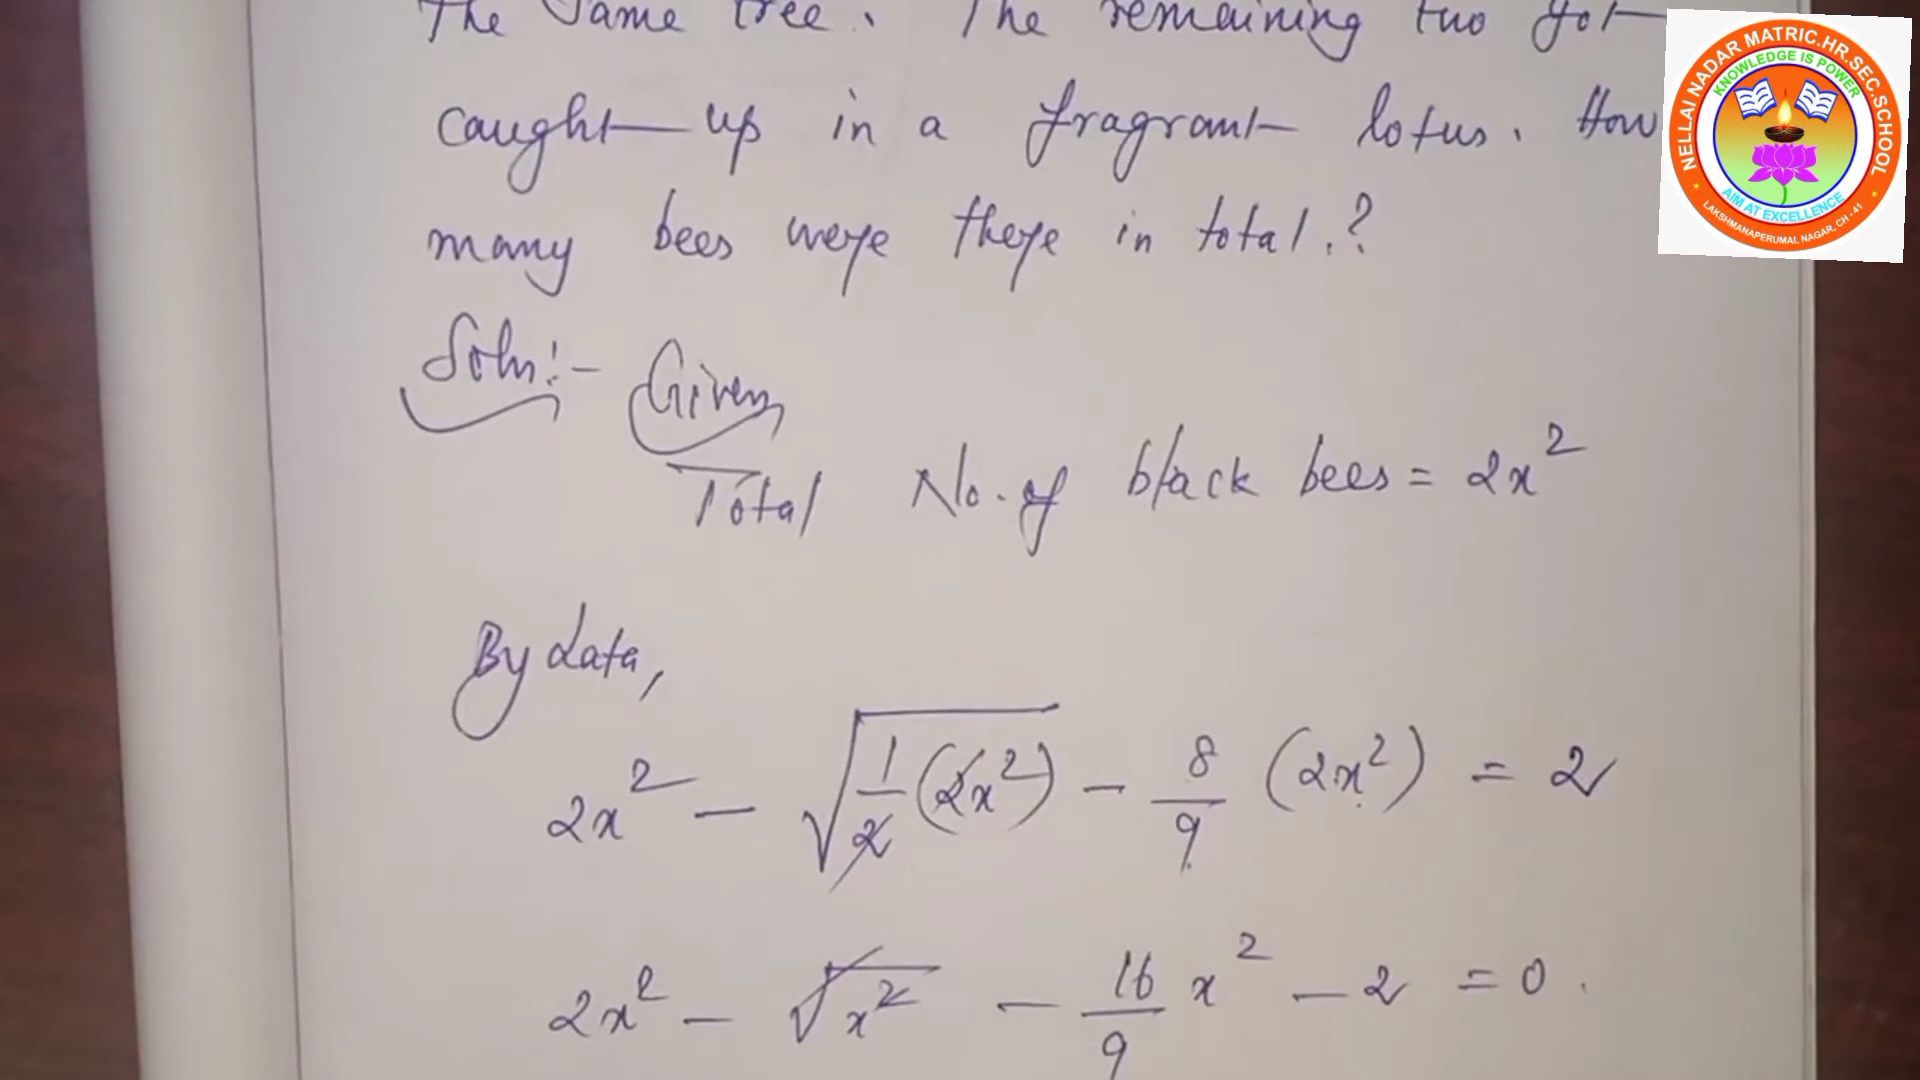 The same tree. The remaining two got
caught up in a fragrant lotus. How
many bees were there in total.?
Soln:- Given
Total No. of black bees = 2x²
By data,
2x² - √(1/2 (2x²)) - 8/9 (2x²) = 2
2x² - √x² - 16/9 x² - 2 = 0.
NELLAI NADAR MATRIC.HR.SEC.SCHOOL
KNOWLEDGE IS POWER
AIM AT EXCELLENCE
LAKSHMANAPERUMAL NAGAR, CH - 41